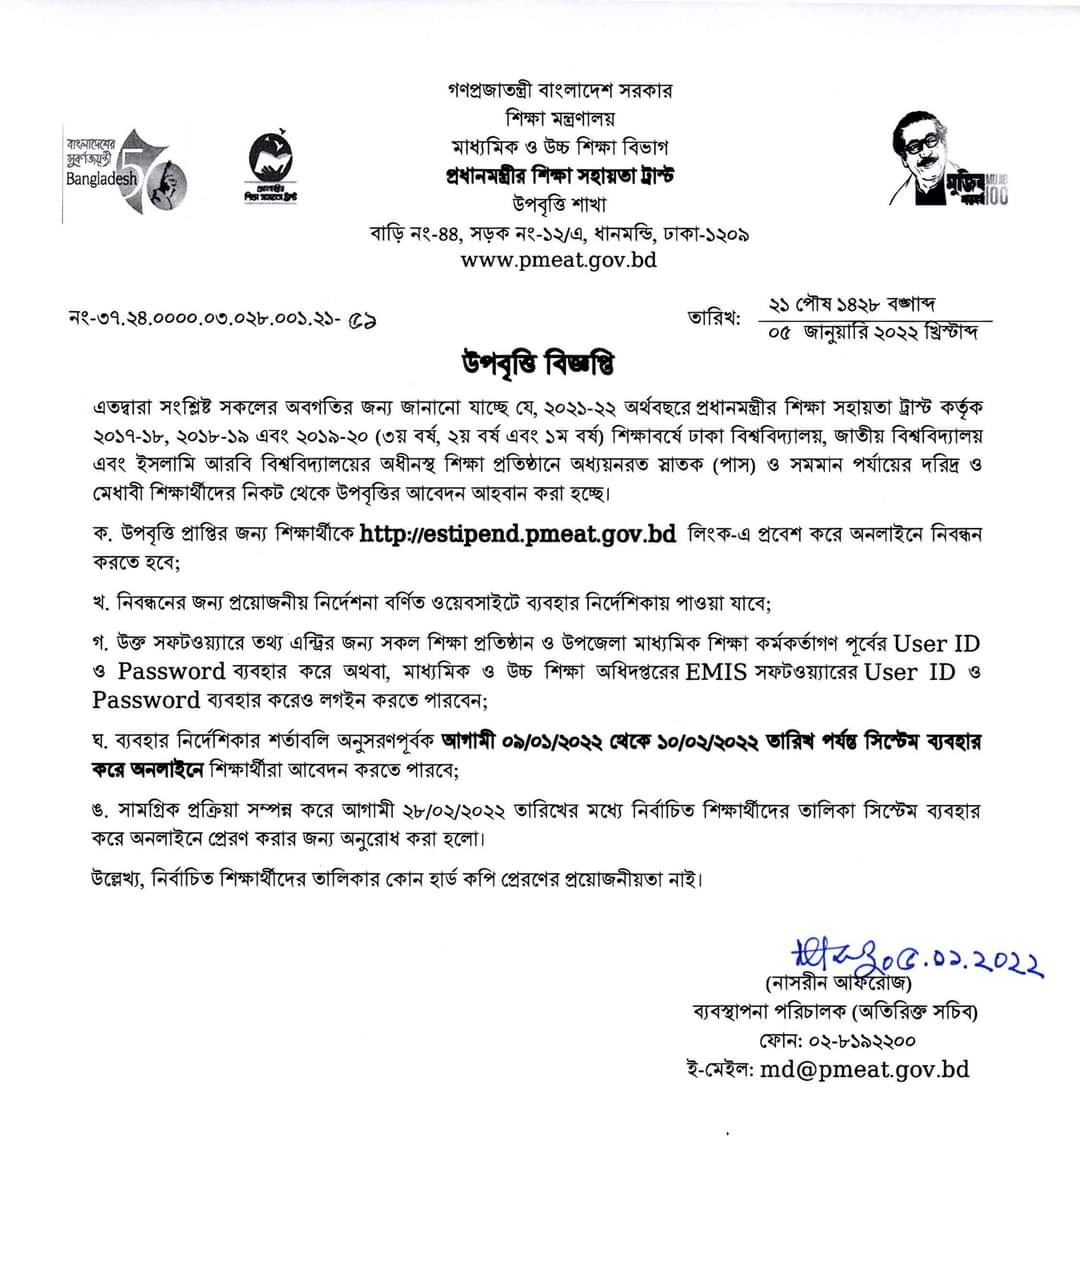 গণপ্রজাতন্ত্রী বাংলাদেশ সরকার
শিক্ষা মন্ত্রণালয়
মাধ্যমিক ও উচ্চ শিক্ষা বিভাগ
প্রধানমন্ত্রীর শিক্ষা সহায়তা ট্রাস্ট
উপবৃত্তি শাখা
বাড়ি নং-৪৪, সড়ক নং-১২/এ, ধানমন্ডি, ঢাকা-১২০৯
www.pmeat.gov.bd
বাংলাদেশের
সুবর্ণজয়ন্তী
50
Bangladesh
প্রধানমন্ত্রীর
শিক্ষা সহায়তা ট্রাস্ট
মুজিব
শতবর্ষ
100
নং-৩৭.২৪.০০০০.০৩.০২৮.০০১.২১- ৫৯
তারিখ:
২১ পৌষ ১৪২৮ বঙ্গাব্দ
০৫ জানুয়ারি ২০২২ খ্রিস্টাব্দ
উপবৃত্তি বিজ্ঞপ্তি
এতদ্বারা সংশ্লিষ্ট সকলের অবগতির জন্য জানানো যাচ্ছে যে, ২০২১-২২ অর্থবছরে প্রধানমন্ত্রীর শিক্ষা সহায়তা ট্রাস্ট কর্তৃক
২০১৭-১৮, ২০১৮-১৯ এবং ২০১৯-২০ (৩য় বর্ষ, ২য় বর্ষ এবং ১ম বর্ষ) শিক্ষাবর্ষে ঢাকা বিশ্ববিদ্যালয়, জাতীয় বিশ্ববিদ্যালয়
এবং ইসলামি আরবি বিশ্ববিদ্যালয়ের অধীনস্থ শিক্ষা প্রতিষ্ঠানে অধ্যয়নরত স্নাতক (পাস) ও সমমান পর্যায়ের দরিদ্র ও
মেধাবী শিক্ষার্থীদের নিকট থেকে উপবৃত্তির আবেদন আহবান করা হচ্ছে।
ক. উপবৃত্তি প্রাপ্তির জন্য শিক্ষার্থীকে http://estipend.pmeat.gov.bd লিংক-এ প্রবেশ করে অনলাইনে নিবন্ধন
করতে হবে;
খ. নিবন্ধনের জন্য প্রয়োজনীয় নির্দেশনা বর্ণিত ওয়েবসাইটে ব্যবহার নির্দেশিকায় পাওয়া যাবে;
গ. উক্ত সফটওয়্যারে তথ্য এন্ট্রির জন্য সকল শিক্ষা প্রতিষ্ঠান ও উপজেলা মাধ্যমিক শিক্ষা কর্মকর্তাগণ পূর্বের User ID
ও Password ব্যবহার করে অথবা, মাধ্যমিক ও উচ্চ শিক্ষা অধিদপ্তরের EMIS সফটওয়্যারের User ID ও
Password ব্যবহার করেও লগইন করতে পারবেন;
ঘ. ব্যবহার নির্দেশিকার শর্তাবলি অনুসরণপূর্বক আগামী ০৯/০১/২০২২ থেকে ১০/০২/২০২২ তারিখ পর্যন্ত সিস্টেম ব্যবহার
করে অনলাইনে শিক্ষার্থীরা আবেদন করতে পারবে;
ঙ. সামগ্রিক প্রক্রিয়া সম্পন্ন করে আগামী ২৮/০২/২০২২ তারিখের মধ্যে নির্বাচিত শিক্ষার্থীদের তালিকা সিস্টেম ব্যবহার
করে অনলাইনে প্রেরণ করার জন্য অনুরোধ করা হলো।
উল্লেখ্য, নির্বাচিত শিক্ষার্থীদের তালিকার কোন হার্ড কপি প্রেরণের প্রয়োজনীয়তা নাই।
০৫.০১.২০২২
(নাসরীন আফরোজ)
ব্যবস্থাপনা পরিচালক (অতিরিক্ত সচিব)
ফোন: ০২-৮১৯২২০০
ই-মেইল: md@pmeat.gov.bd